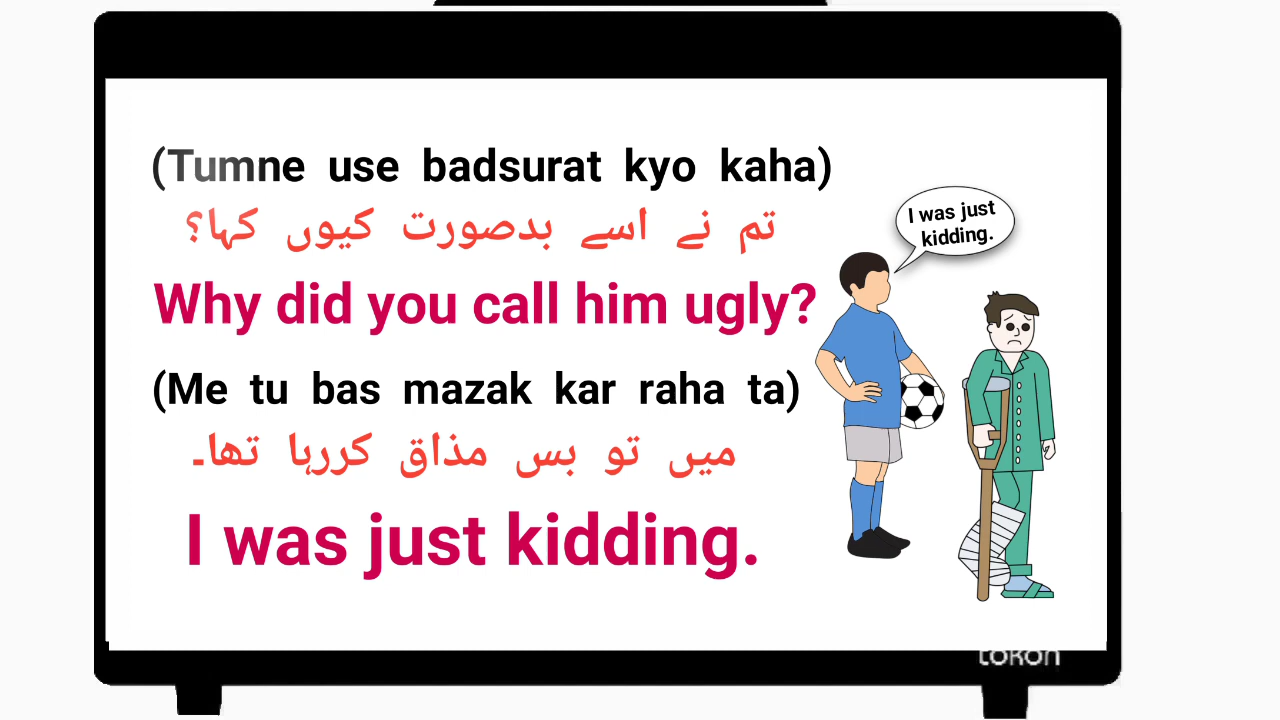 (Tumne use badsurat kyo kaha)
تم نے اسے بدصورت کیوں کہا؟
Why did you call him ugly?
(Me tu bas mazak kar raha ta)
میں تو بس مذاق کررہا تھا۔
I was just kidding.
I was just
kidding.